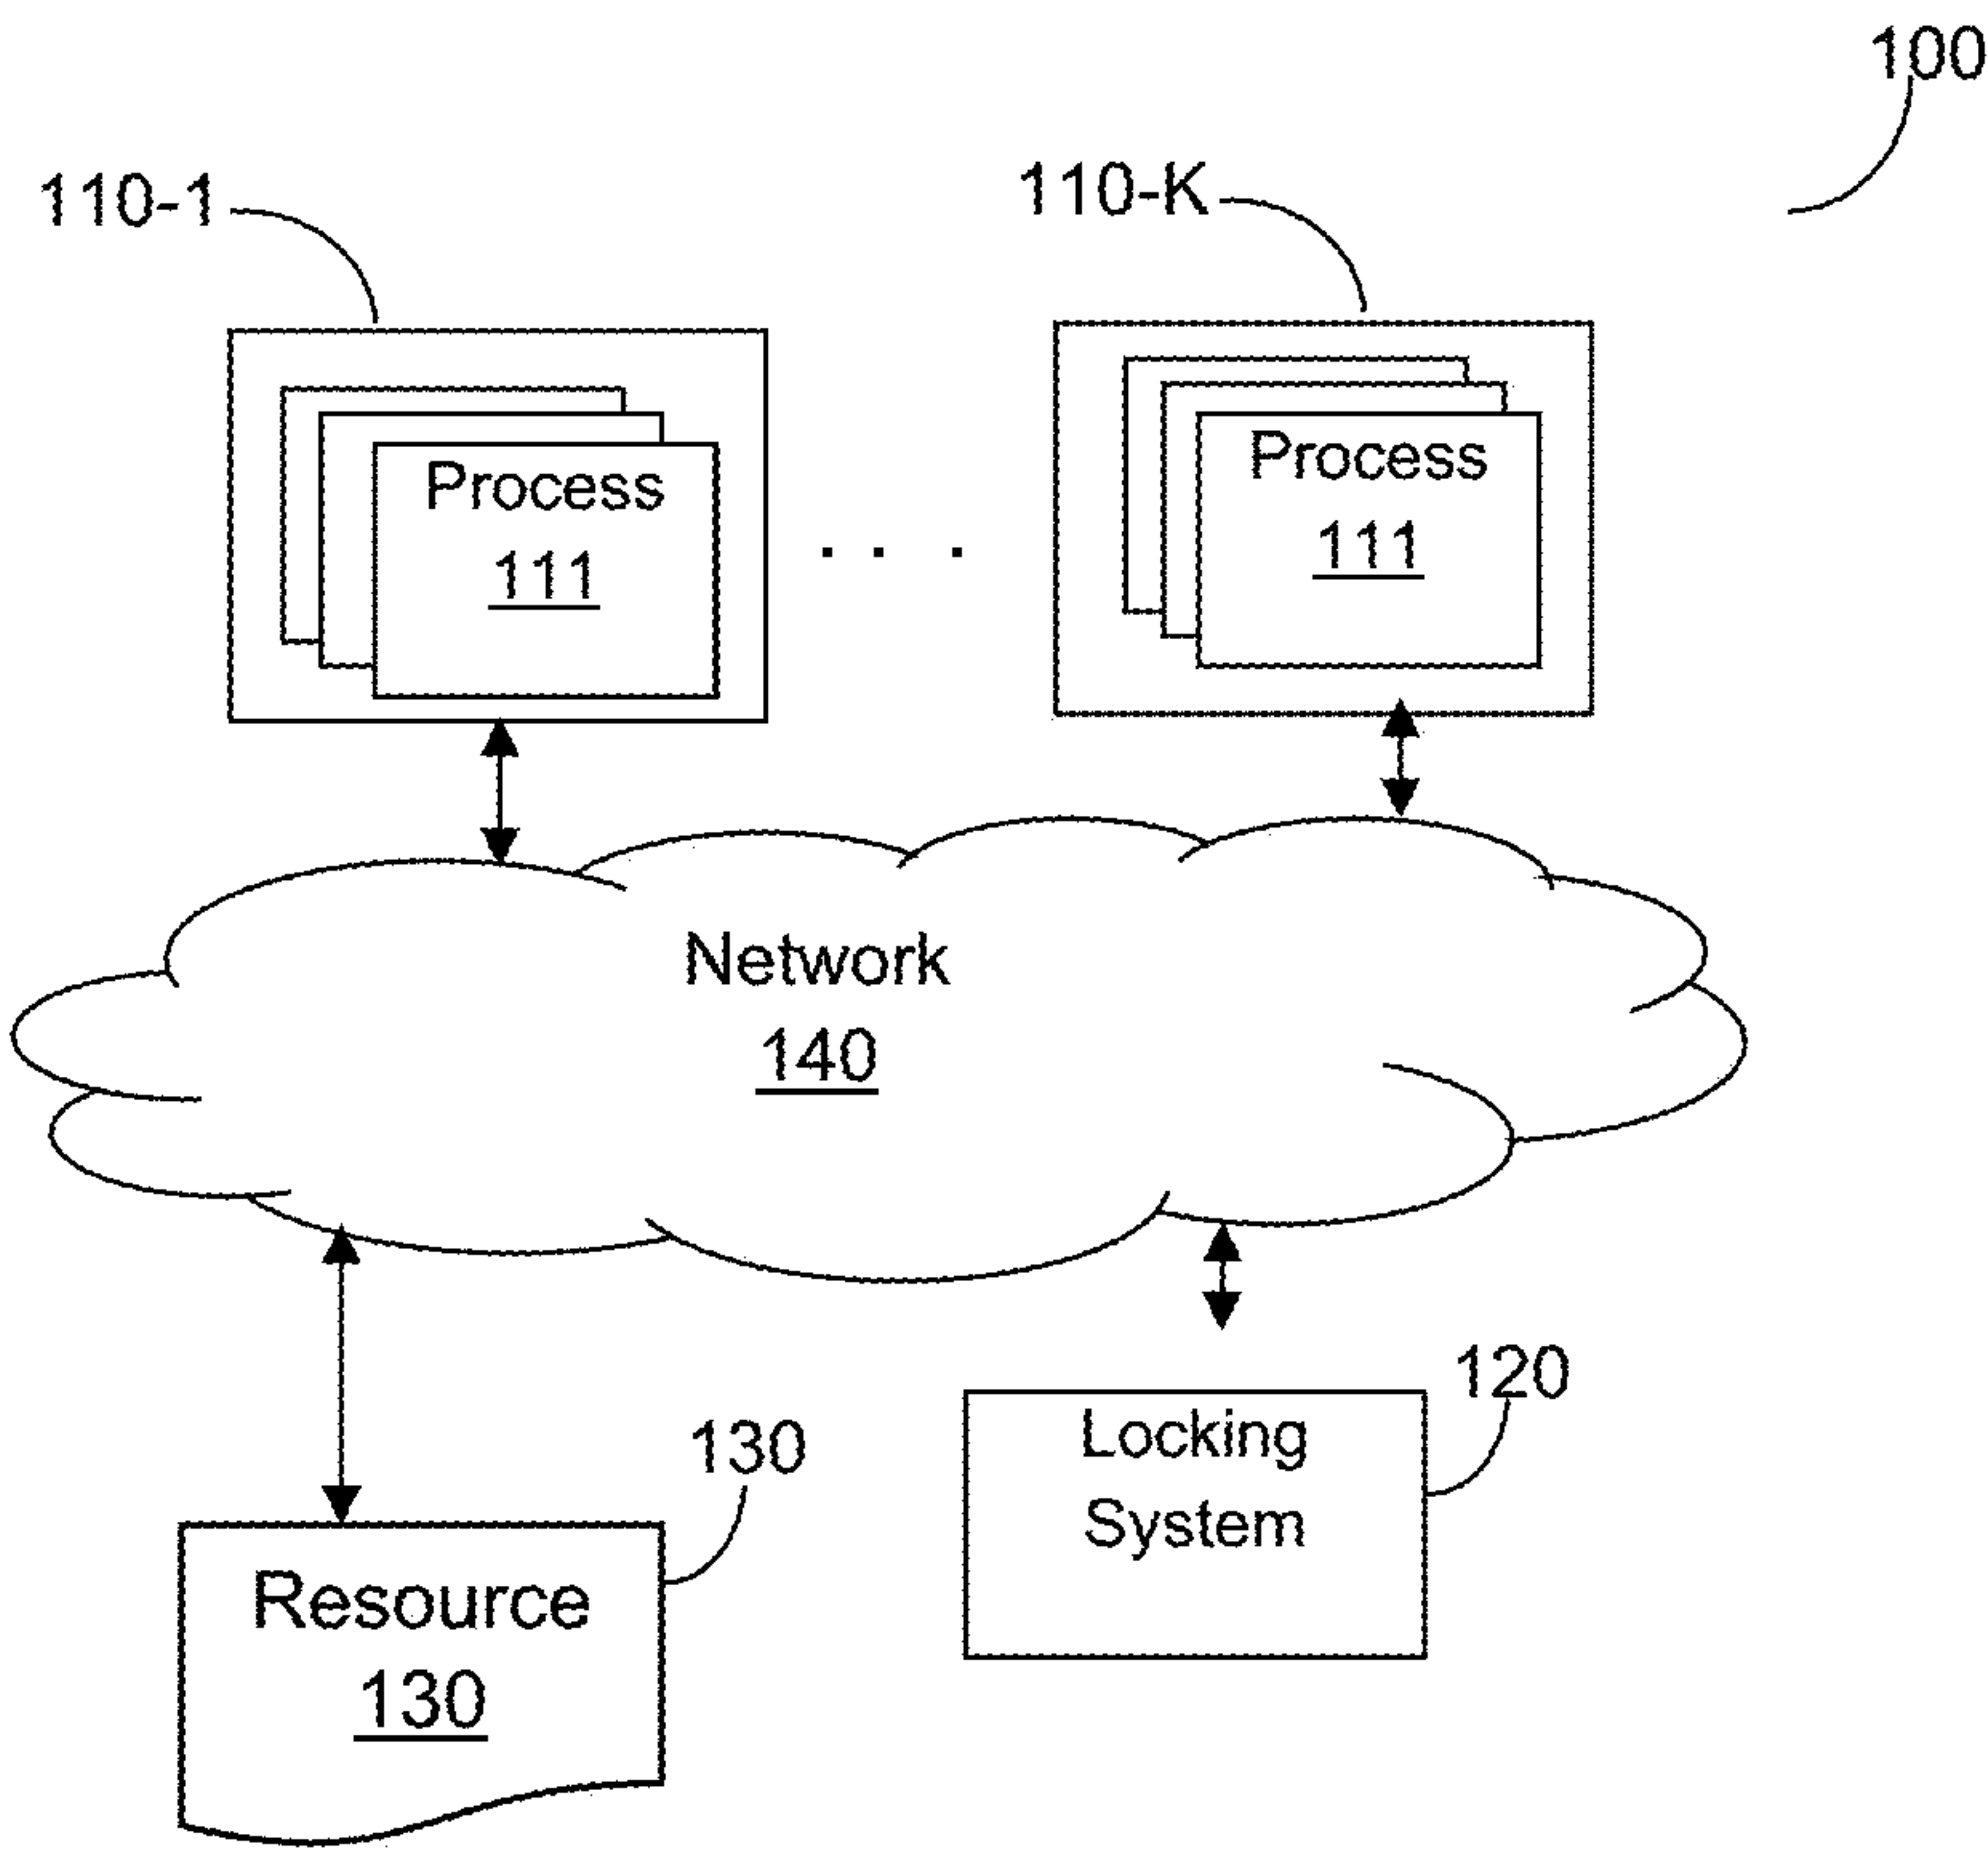 100
110-1
110-K
Process
111
. . .
Process
111
Network
140
120
Locking
System
130
Resource
130